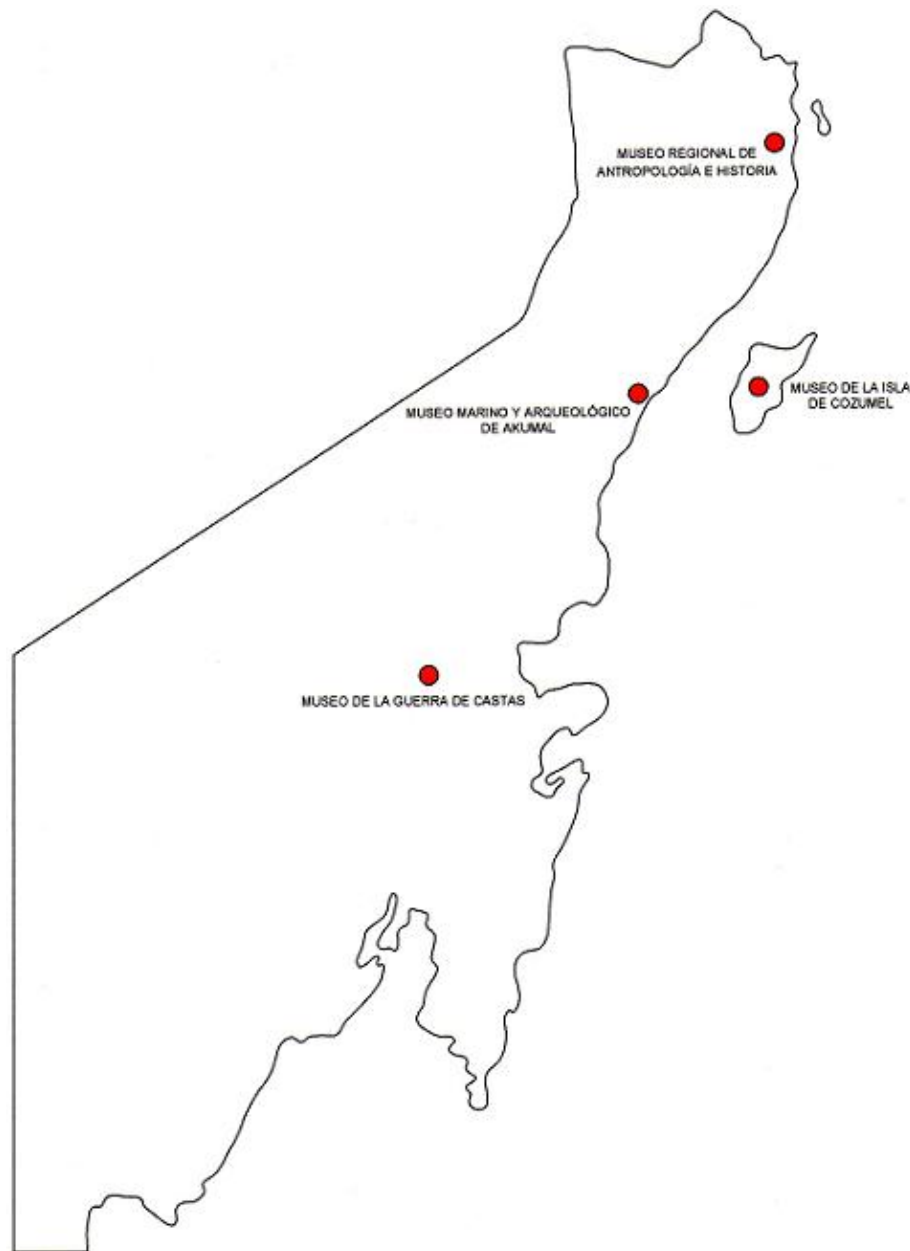 MUSEO REGIONAL DE
ANTROPOLOGÍA E HISTORIA
MUSEO DE LA ISLA
DE COZUMEL
MUSEO MARINO Y ARQUEOLÓGICO
DE AKUMAL
MUSEO DE LA GUERRA DE CASTAS